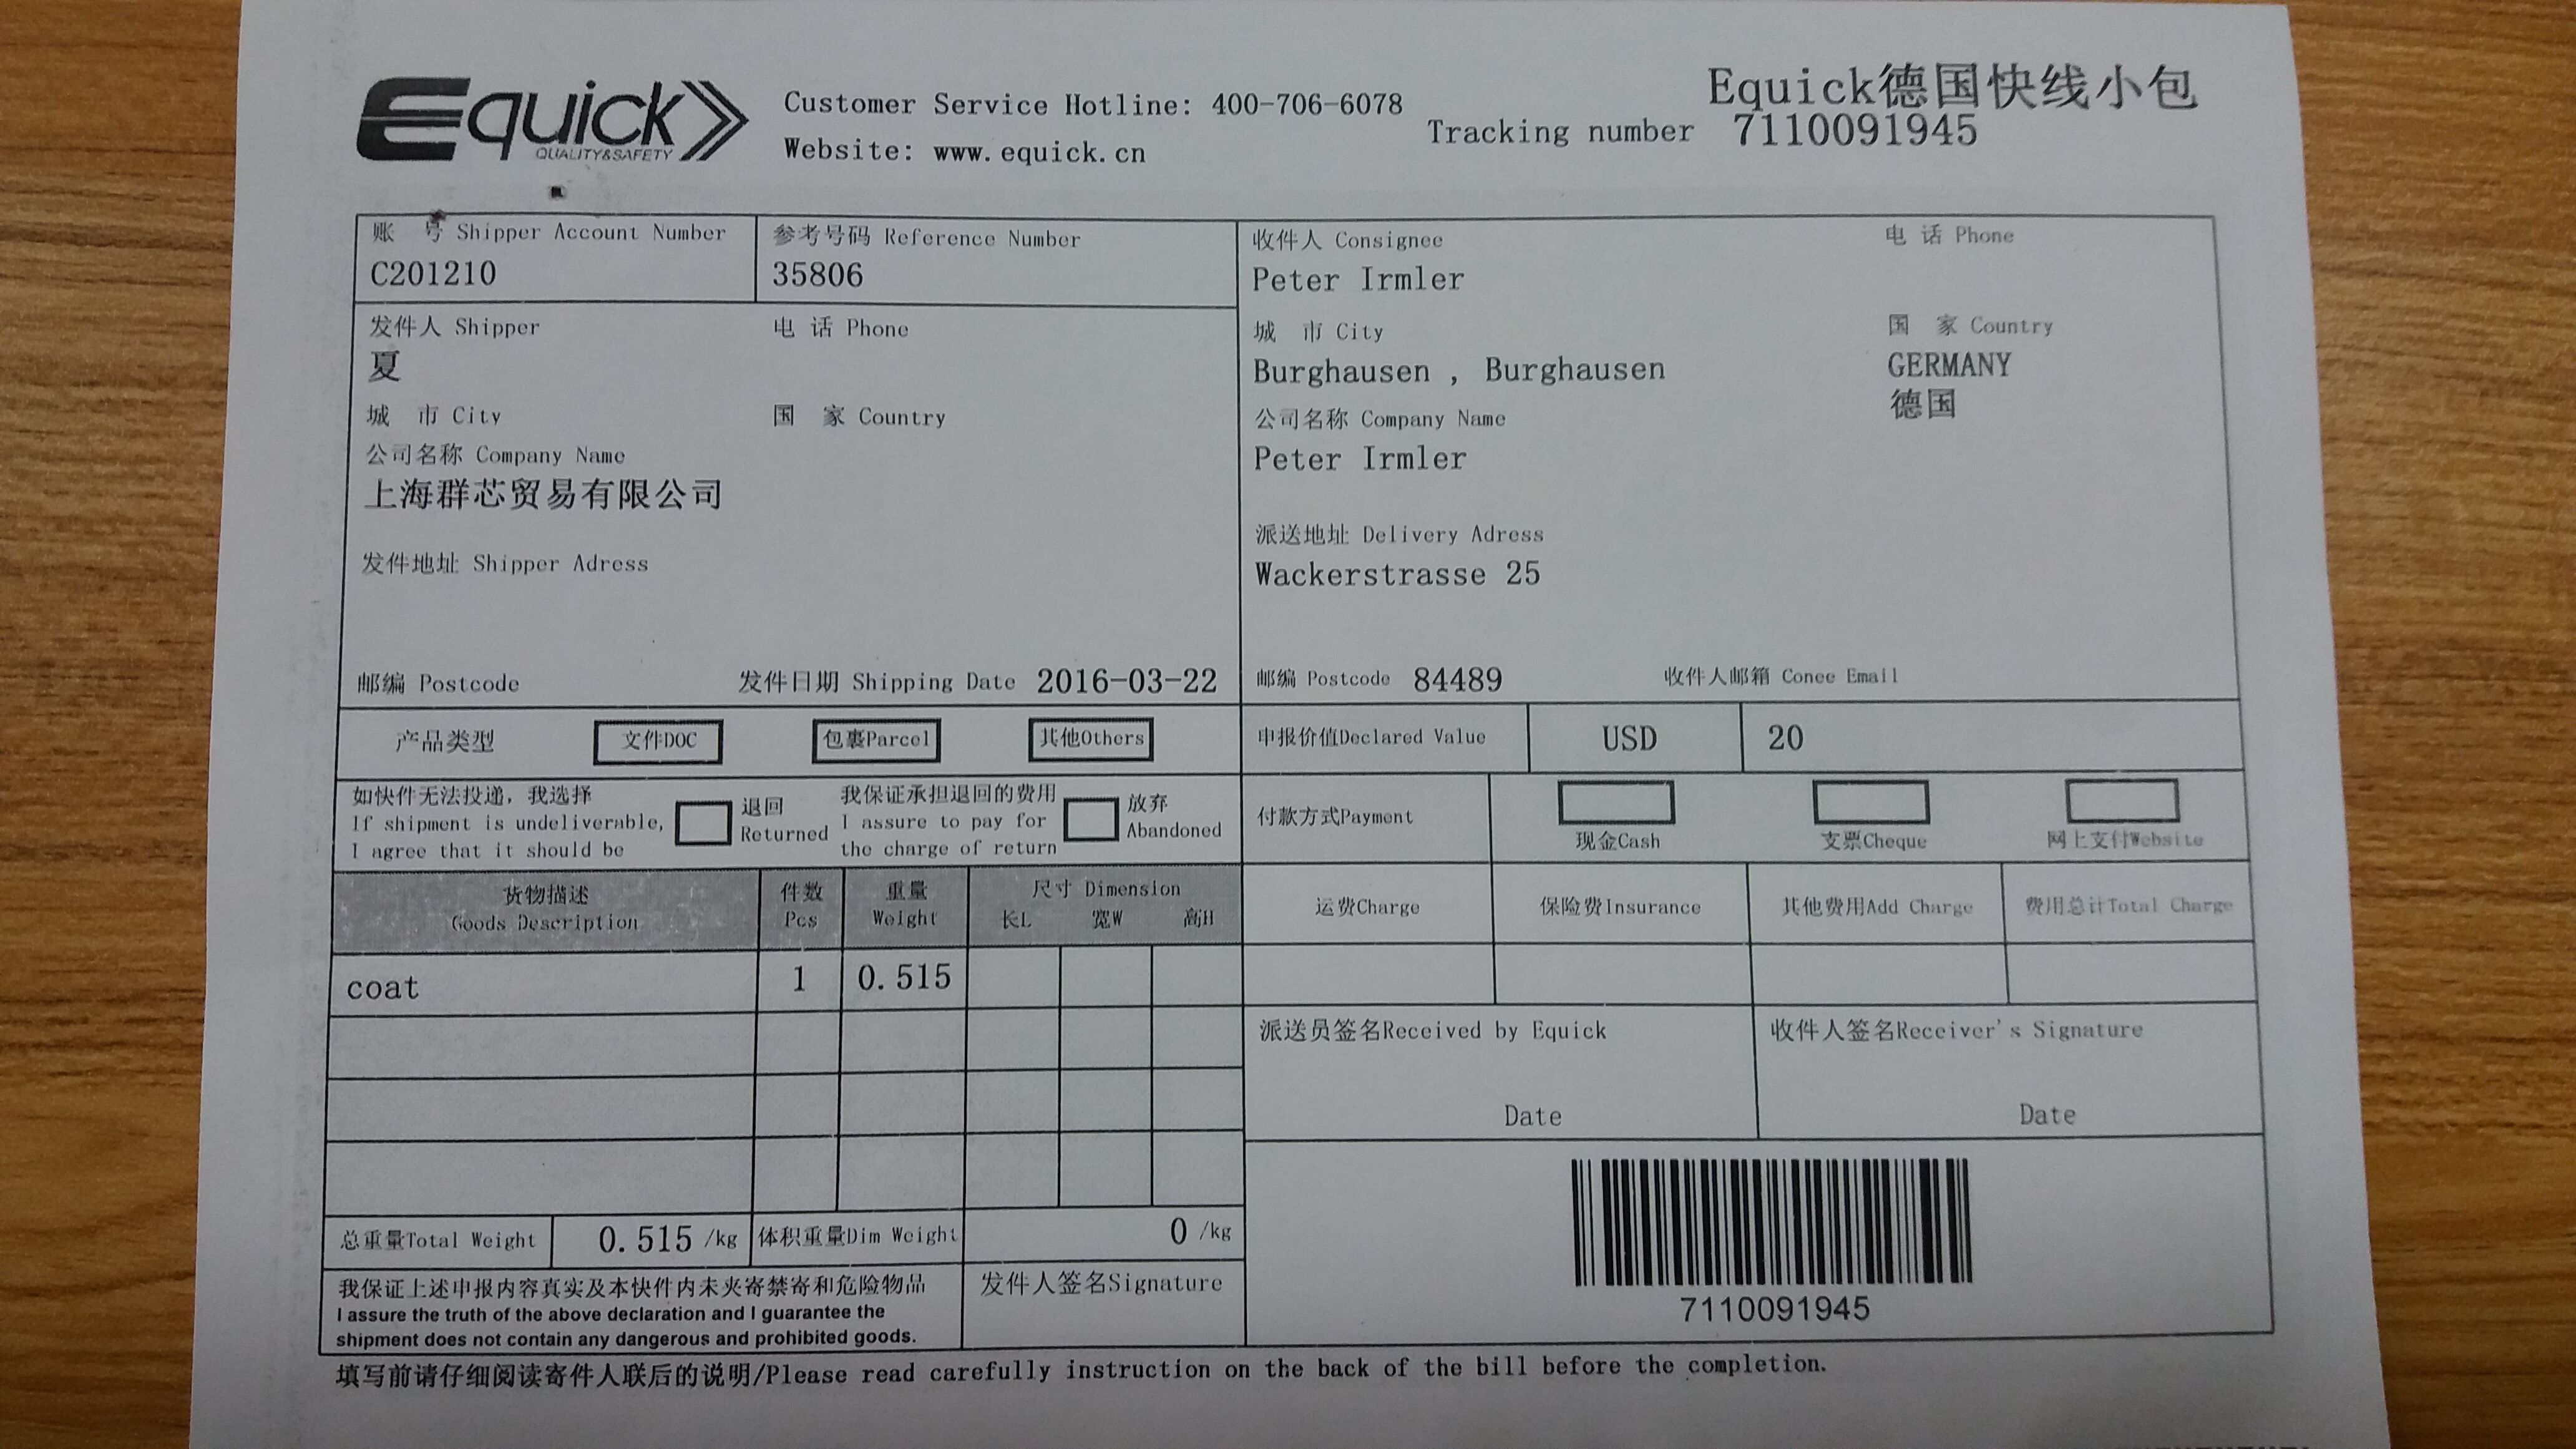 Equick
QUALITY&SAFETY
Customer Service Hotline: 400-706-6078
Website: www.equick.cn
Equick德国快线小包
Tracking number 7110091945
账 号 Shipper Account Number
C201210
参考号码 Reference Number
35806
发件人 Shipper
夏
电 话 Phone
城 市 City
国 家 Country
公司名称 Company Name
上海群芯贸易有限公司
发件地址 Shipper Adress
邮编 Postcode
发件日期 Shipping Date 2016-03-22
收件人 Consignee
Peter Irmler
电 话 Phone
城 市 City
Burghausen , Burghausen
国 家 Country
GERMANY
德国
公司名称 Company Name
Peter Irmler
派送地址 Delivery Adress
Wackerstrasse 25
邮编 Postcode 84489
收件人邮箱 Conee Email
产品类型 文件DOC 包裹Parcel 其他Others
申报价值Declared Value USD 20
如快件无法投递,我选择
If shipment is undeliverable,
I agree that it should be
退回
Returned
我保证承担退回的费用
I assure to pay for
the charge of return
放弃
Abandoned
付款方式Payment
现金Cash
支票Cheque
网上支付Website
货物描述
Goods Description
件数
Pcs
重量
Weight
尺寸 Dimension
长L 宽W 高H
运费Charge
保险费Insurance
其他费用Add Charge
费用总计Total Charge
coat 1 0.515
派送员签名Received by Equick
Date
收件人签名Receiver's Signature
Date
总重量Total Weight 0.515 /kg 体积重量Dim Weight 0 /kg
我保证上述申报内容真实及本快件内未夹寄禁寄和危险物品
I assure the truth of the above declaration and I guarantee the
shipment does not contain any dangerous and prohibited goods.
发件人签名Signature
7110091945
填写前请仔细阅读寄件人联后的说明/Please read carefully instruction on the back of the bill before the completion.